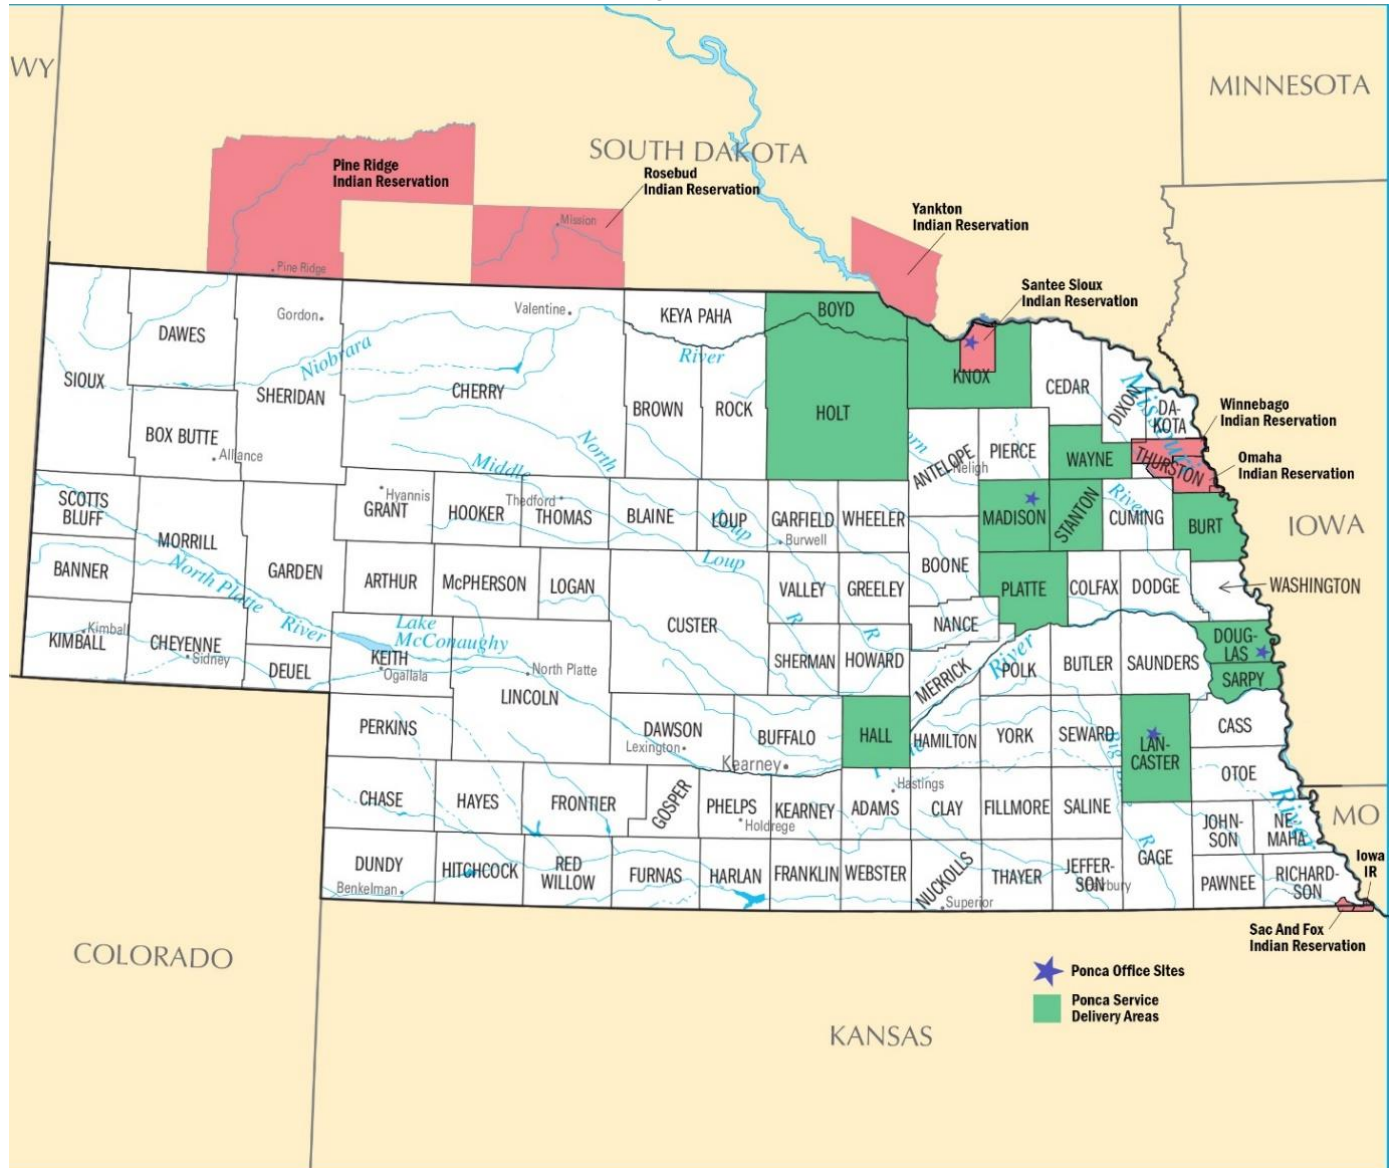 WY
MINNESOTA
SOUTH DAKOTA
Pine Ridge
Indian Reservation
Rosebud
Indian Reservation
Mission
Yankton
Indian Reservation
Pine Ridge
Santee Sioux
Indian Reservation
Gordon
Valentine
KEYA PAHA
BOYD
DAWES
Niobrara
River
SIOUX
SHERIDAN
CHERRY
BROWN
ROCK
HOLT
KNOX
CEDAR
DIXON
DA-
KOTA
Missouri
Winnebago
Indian Reservation
BOX BUTTE
Alliance
North
Middle
ANTELOPE
Neligh
PIERCE
WAYNE
THURSTON
Omaha
Indian Reservation
SCOTTS
BLUFF
MORRILL
Hyannis
GRANT
HOOKER
Thedford
THOMAS
BLAINE
LOUP
Loup
GARFIELD
WHEELER
Burwell
MADISON
STANTON
River
CUMING
BURT
IOWA
BANNER
North Platte
River
GARDEN
ARTHUR
McPHERSON
LOGAN
Loup
VALLEY
GREELEY
BOONE
PLATTE
COLFAX
DODGE
WASHINGTON
KIMBALL
Kimball
CHEYENNE
Sidney
DEUEL
Lake
McConaughy
KEITH
Ogallala
North Platte
LINCOLN
CUSTER
R
R
SHERMAN
HOWARD
NANCE
MERRICK
River
POLK
BUTLER
SAUNDERS
DOUG-
LAS
SARPY
PERKINS
DAWSON
Lexington
BUFFALO
Kearney
HALL
HAMILTON
YORK
SEWARD
LAN-
CASTER
CASS
OTOE
CHASE
HAYES
FRONTIER
GOSPER
PHELPS
Holdrege
KEARNEY
ADAMS
Hastings
CLAY
FILLMORE
SALINE
R
GAGE
JOHN-
SON
NE
MAHA
River
MO
DUNDY
Benkelman
HITCHCOCK
RED
WILLOW
FURNAS
HARLAN
FRANKLIN
WEBSTER
NUCKOLLS
Superior
THAYER
JEFFER-
SON
PAWNEE
RICHARD-
SON
Iowa
IR
Sac And Fox
Indian Reservation
COLORADO
KANSAS
Ponca Office Sites
Ponca Service
Delivery Areas